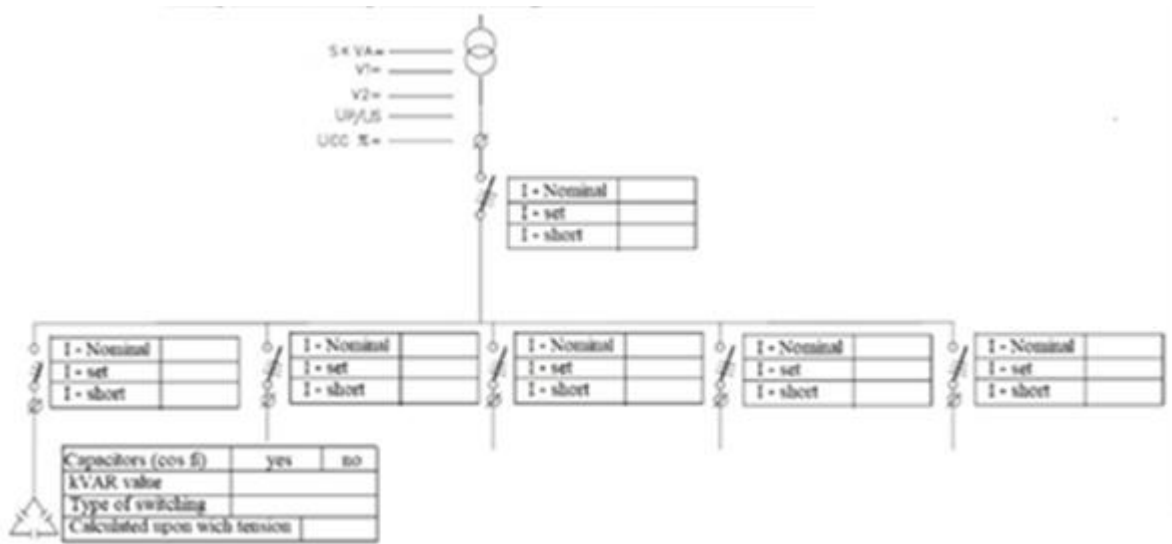 S kVA=
V1=
V2=
UP/US
UCC %=
I - Nominal
I - set
I - short
I - Nominal
I - set
I - short
I - Nominal
I - set
I - short
I - Nominal
I - set
I - short
I - Nominal
I - set
I - short
I - Nominal
I - set
I - short
Capacitors (cos fi) yes no
kVAR value
Type of switching
Calculated upon wich tension